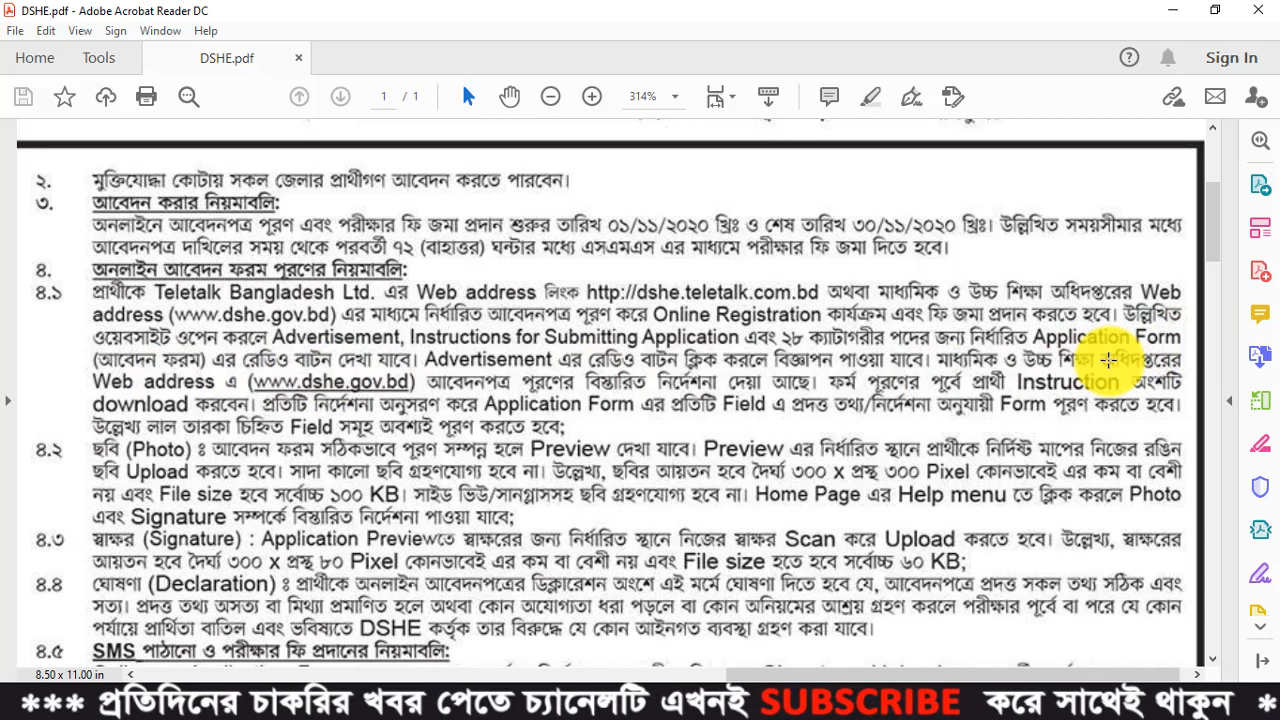 DSHE.pdf - Adobe Acrobat Reader DC
File Edit View Sign Window Help
Home Tools DSHE.pdf × Sign In
1 / 1 314%
২. মুক্তিযোদ্ধা কোটায় সকল জেলার প্রার্থীগণ আবেদন করতে পারবেন।
৩. আবেদন করার নিয়মাবলি:
অনলাইনে আবেদনপত্র পূরণ এবং পরীক্ষার ফি জমা প্রদান শুরুর তারিখ ০১/১১/২০২০ খ্রিঃ ও শেষ তারিখ ৩০/১১/২০২০ খ্রিঃ। উল্লিখিত সময়সীমার মধ্যে
আবেদনপত্র দাখিলের সময় থেকে পরবর্তী ৭২ (বাহাত্তর) ঘন্টার মধ্যে এসএমএস এর মাধ্যমে পরীক্ষার ফি জমা দিতে হবে।
৪. অনলাইন আবেদন ফরম পূরণের নিয়মাবলি:
৪.১ প্রার্থীকে Teletalk Bangladesh Ltd. এর Web address লিংক http://dshe.teletalk.com.bd অথবা মাধ্যমিক ও উচ্চ শিক্ষা অধিদপ্তরের Web
address (www.dshe.gov.bd) এর মাধ্যমে নির্ধারিত আবেদনপত্র পূরণ করে Online Registration কার্যক্রম এবং ফি জমা প্রদান করতে হবে। উল্লিখিত
ওয়েবসাইট ওপেন করলে Advertisement, Instructions for Submitting Application এবং ২৮ ক্যাটাগরীর পদের জন্য নির্ধারিত Application Form
(আবেদন ফরম) এর রেডিও বাটন দেখা যাবে। Advertisement এর রেডিও বাটন ক্লিক করলে বিজ্ঞাপন পাওয়া যাবে। মাধ্যমিক ও উচ্চ শিক্ষা অধিদপ্তরের
Web address এ (www.dshe.gov.bd) আবেদনপত্র পূরণের বিস্তারিত নির্দেশনা দেয়া আছে। ফর্ম পূরণের পূর্বে প্রার্থী Instruction অংশটি
download করবেন। প্রতিটি নির্দেশনা অনুসরণ করে Application Form এর প্রতিটি Field এ প্রদত্ত তথ্য/নির্দেশনা অনুযায়ী Form পূরণ করতে হবে।
উল্লেখ্য লাল তারকা চিহ্নিত Field সমূহ অবশ্যই পূরণ করতে হবে;
৪.২ ছবি (Photo) ঃ আবেদন ফরম সঠিকভাবে পূরণ সম্পন্ন হলে Preview দেখা যাবে। Preview এর নির্ধারিত স্থানে প্রার্থীকে নির্দিষ্ট মাপের নিজের রঙিন
ছবি Upload করতে হবে। সাদা কালো ছবি গ্রহণযোগ্য হবে না। উল্লেখ্য, ছবির আয়তন হবে দৈর্ঘ্য ৩০০ x প্রস্থ ৩০০ Pixel কোনভাবেই এর কম বা বেশী
নয় এবং File size হবে সর্বোচ্চ ১০০ KB। সাইড ভিউ/সানগ্লাসসহ ছবি গ্রহণযোগ্য হবে না। Home Page এর Help menu তে ক্লিক করলে Photo
এবং Signature সম্পর্কে বিস্তারিত নির্দেশনা পাওয়া যাবে;
৪.৩ স্বাক্ষর (Signature) : Application Previewতে স্বাক্ষরের জন্য নির্ধারিত স্থানে নিজের স্বাক্ষর Scan করে Upload করতে হবে। উল্লেখ্য, স্বাক্ষরের
আয়তন হবে দৈর্ঘ্য ৩০০ x প্রস্থ ৮০ Pixel কোনভাবেই এর কম বা বেশী নয় এবং File size হতে হবে সর্বোচ্চ ৬০ KB;
৪.৪ ঘোষণা (Declaration) ঃ প্রার্থীকে অনলাইন আবেদনপত্রের ডিক্লারেশন অংশে এই মর্মে ঘোষণা দিতে হবে যে, আবেদনপত্রে প্রদত্ত সকল তথ্য সঠিক এবং
সত্য। প্রদত্ত তথ্য অসত্য বা মিথ্যা প্রমাণিত হলে অথবা কোন অযোগ্যতা ধরা পড়লে বা কোন অনিয়মের আশ্রয় গ্রহণ করলে পরীক্ষার পূর্বে বা পরে যে কোন
পর্যায়ে প্রার্থিতা বাতিল এবং ভবিষ্যতে DSHE কর্তৃক তার বিরুদ্ধে যে কোন আইনগত ব্যবস্থা গ্রহণ করা যাবে।
৪.৫ SMS পাঠানো ও পরীক্ষার ফি প্রদানের নিয়মাবলি:
8.50 x 11.00 in
*** প্রতিদিনের চাকরির খবর পেতে চ্যানেলটি এখনই SUBSCRIBE করে সাথেই থাকুন *